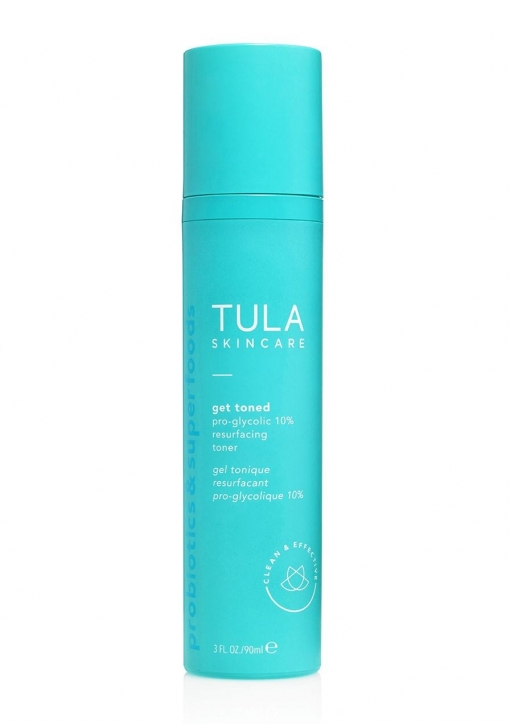 TULA
SKINCARE
get toned
pro-glycolic 10%
resurfacing
toner
gel tonique
resurfacant
pro-glycolique 10%
probiotics & superfoods
CLEAN & EFFECTIVE
3 FL. OZ./90ml ℮